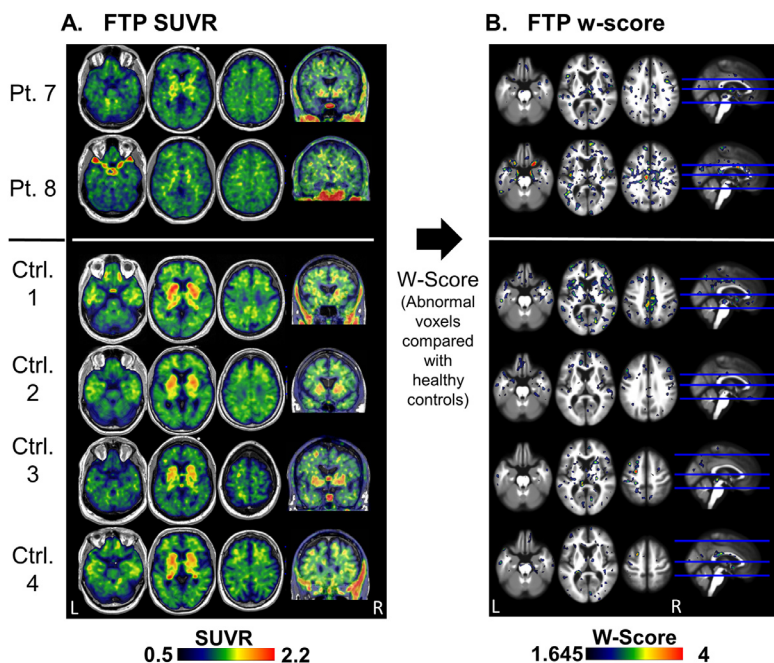 A. FTP SUVR
B. FTP w-score
Pt. 7
Pt. 8
Ctrl.
1
Ctrl.
2
Ctrl.
3
Ctrl.
4
W-Score
(Abnormal
voxels
compared
with
healthy
controls)
L
R
R
SUVR
0.5
2.2
W-Score
1.645
4